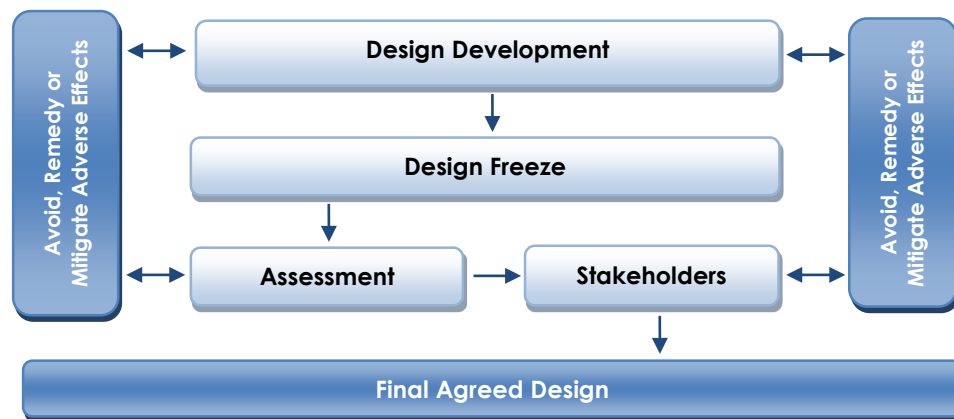 Avoid, Remedy or
Mitigate Adverse Effects
Design Development
Design Freeze
Assessment
Stakeholders
Avoid, Remedy or
Mitigate Adverse Effects
Final Agreed Design